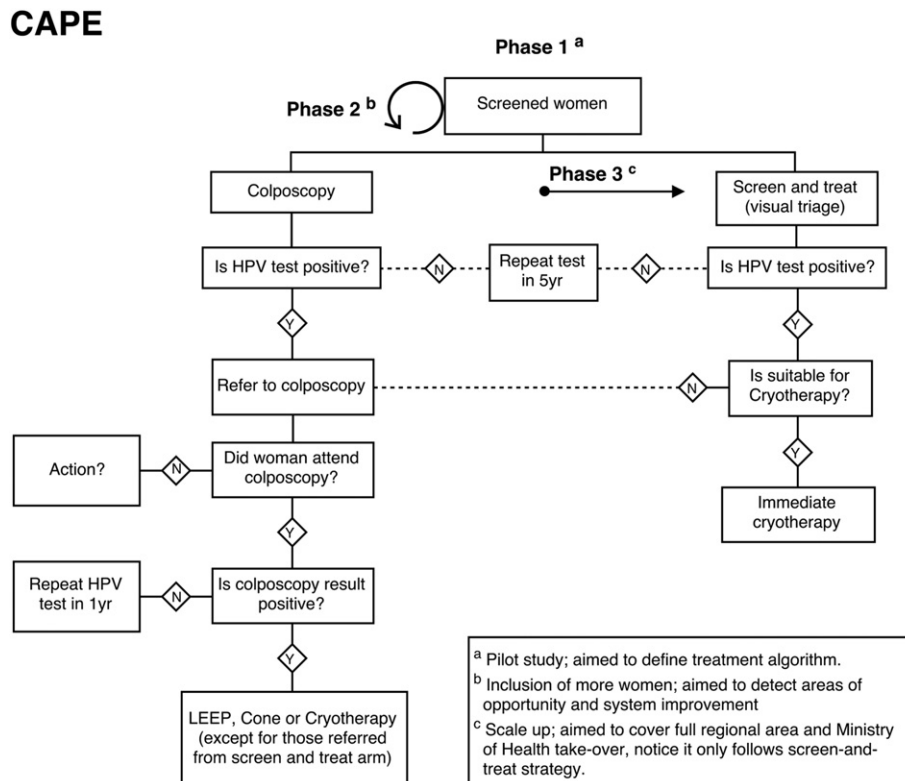 CAPE
Phase 1 a
Phase 2 b
Screened women
Phase 3 c
Colposcopy
Screen and treat
(visual triage)
Is HPV test positive?
N
Repeat test
in 5yr
N
Is HPV test positive?
Y
Y
Refer to colposcopy
N
Is suitable for
Cryotherapy?
Action?
N
Did woman attend
colposcopy?
Y
Y
Immediate
cryotherapy
Repeat HPV
test in 1yr
N
Is colposcopy result
positive?
Y
LEEP, Cone or Cryotherapy
(except for those referred
from screen and treat arm)
a Pilot study; aimed to define treatment algorithm.
b Inclusion of more women; aimed to detect areas of
opportunity and system improvement
c Scale up; aimed to cover full regional area and Ministry
of Health take-over, notice it only follows screen-and-
treat strategy.